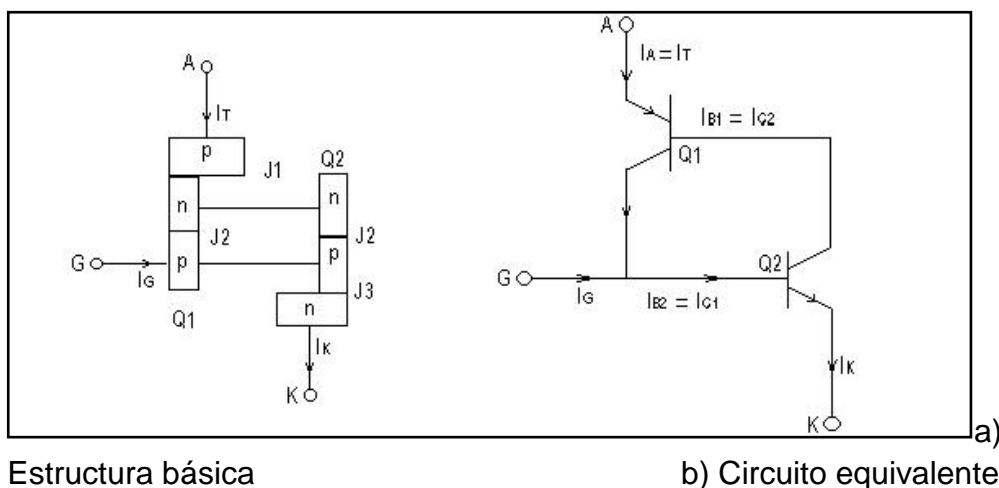 A
IT
p
J1
Q2
n
n
J2
J2
G
IG
p
p
J3
Q1
n
IK
K
A
IA = IT
IB1 = IC2
Q1
Q2
G
IG
IB2 = IC1
IK
K
a)
Estructura básica b) Circuito equivalente